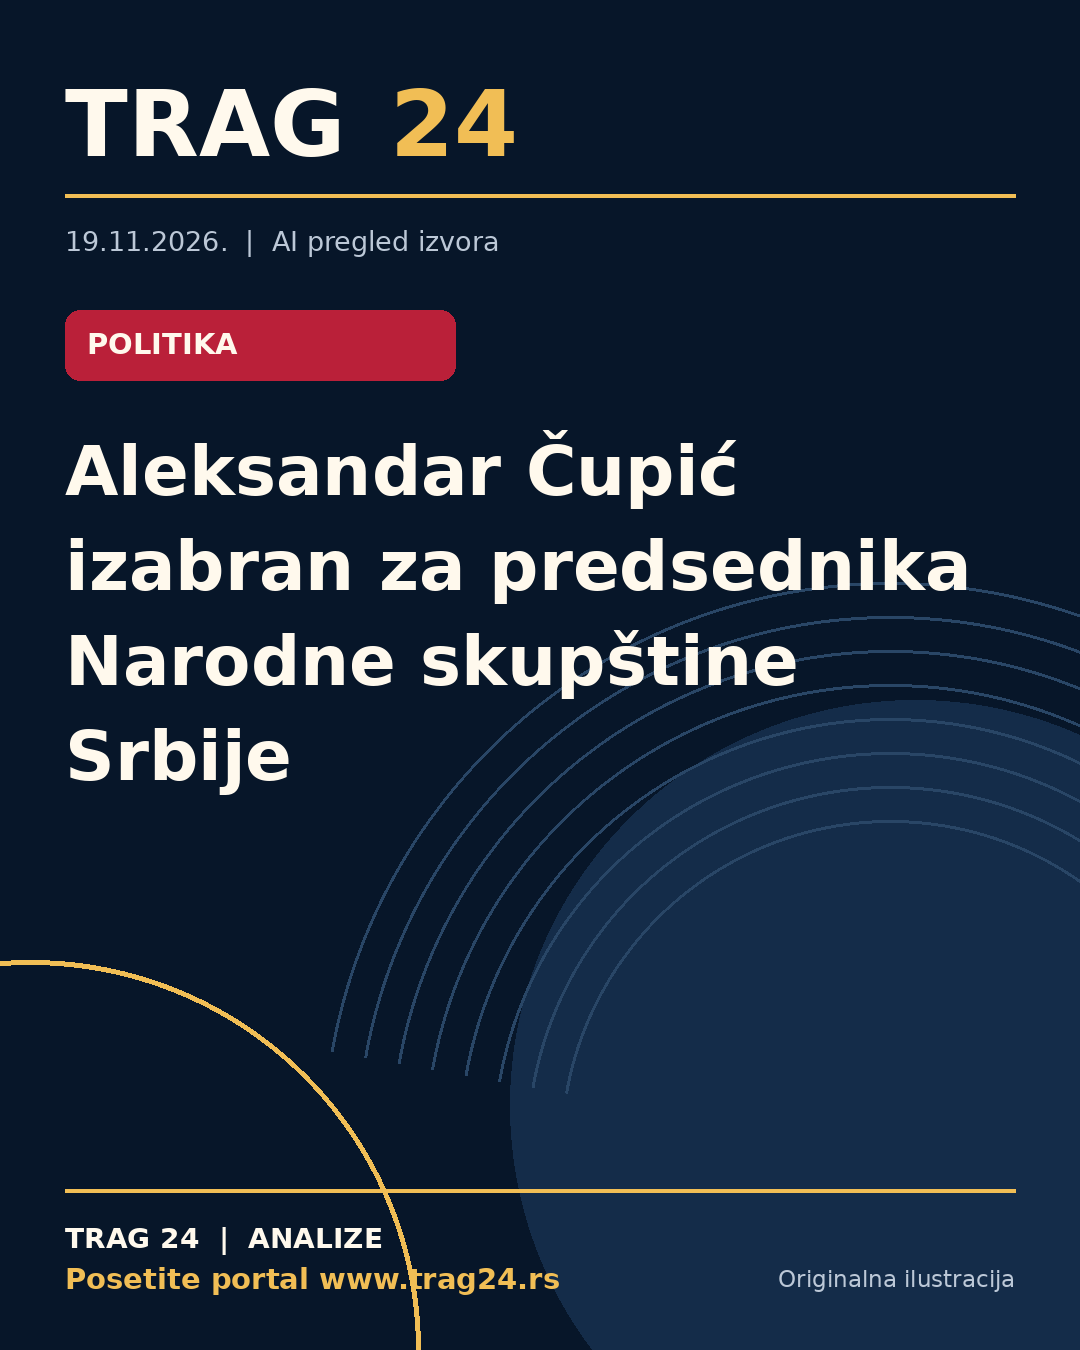 TRAG 24
19.11.2026. | AI pregled izvora
POLITIKA
Aleksandar Čupić
izabran za predsednika
Narodne skupštine
Srbije
TRAG 24 | ANALIZE
Posetite portal www.trag24.rs
Originalna ilustracija